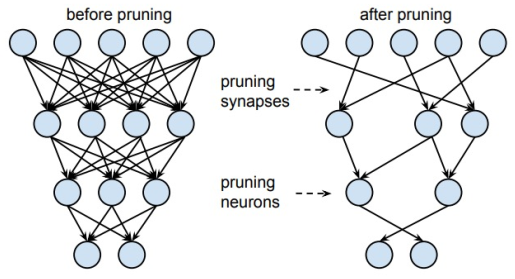 before pruning
after pruning
pruning
synapses
pruning
neurons